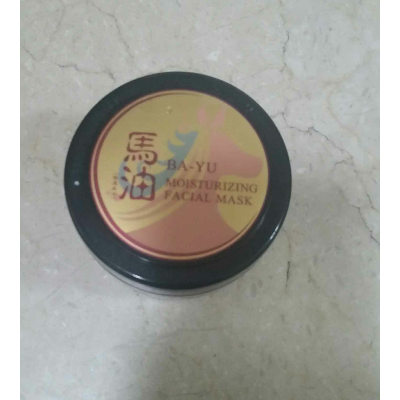 馬油
BA-YU
MOISTURIZING
FACIAL MASK